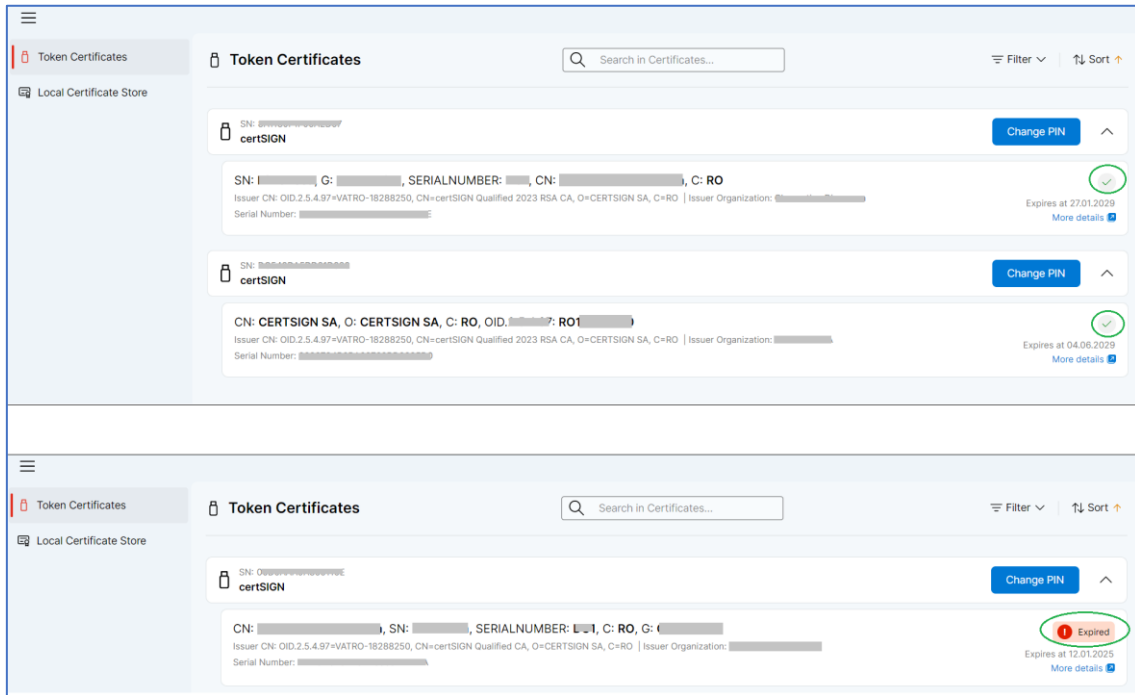 Token Certificates
Local Certificate Store
Token Certificates
Search in Certificates...
Filter
Sort
SN:
certSIGN
Change PIN
SN: G: , SERIALNUMBER: , CN: , C: RO
Issuer CN: OID.2.5.4.97=VATRO-18288250, CN=certSIGN Qualified 2023 RSA CA, O=CERTSIGN SA, C=RO | Issuer Organization:
Serial Number:
Expires at 27.01.2029
More details
SN:
certSIGN
Change PIN
CN: CERTSIGN SA, O: CERTSIGN SA, C: RO, OID.
Issuer CN: OID.2.5.4.97=VATRO-18288250, CN=certSIGN Qualified 2023 RSA CA, O=CERTSIGN SA, C=RO | Issuer Organization:
Serial Number:
Expires at 04.06.2029
More details
Token Certificates
Local Certificate Store
Token Certificates
Search in Certificates...
Filter
Sort
SN:
certSIGN
Change PIN
CN: , SN: , SERIALNUMBER: , C: RO, G:
Issuer CN: OID.2.5.4.97=VATRO-18288250, CN=certSIGN Qualified CA, O=CERTSIGN SA, C=RO | Issuer Organization:
Serial Number:
Expired
Expires at 12.01.2025
More details